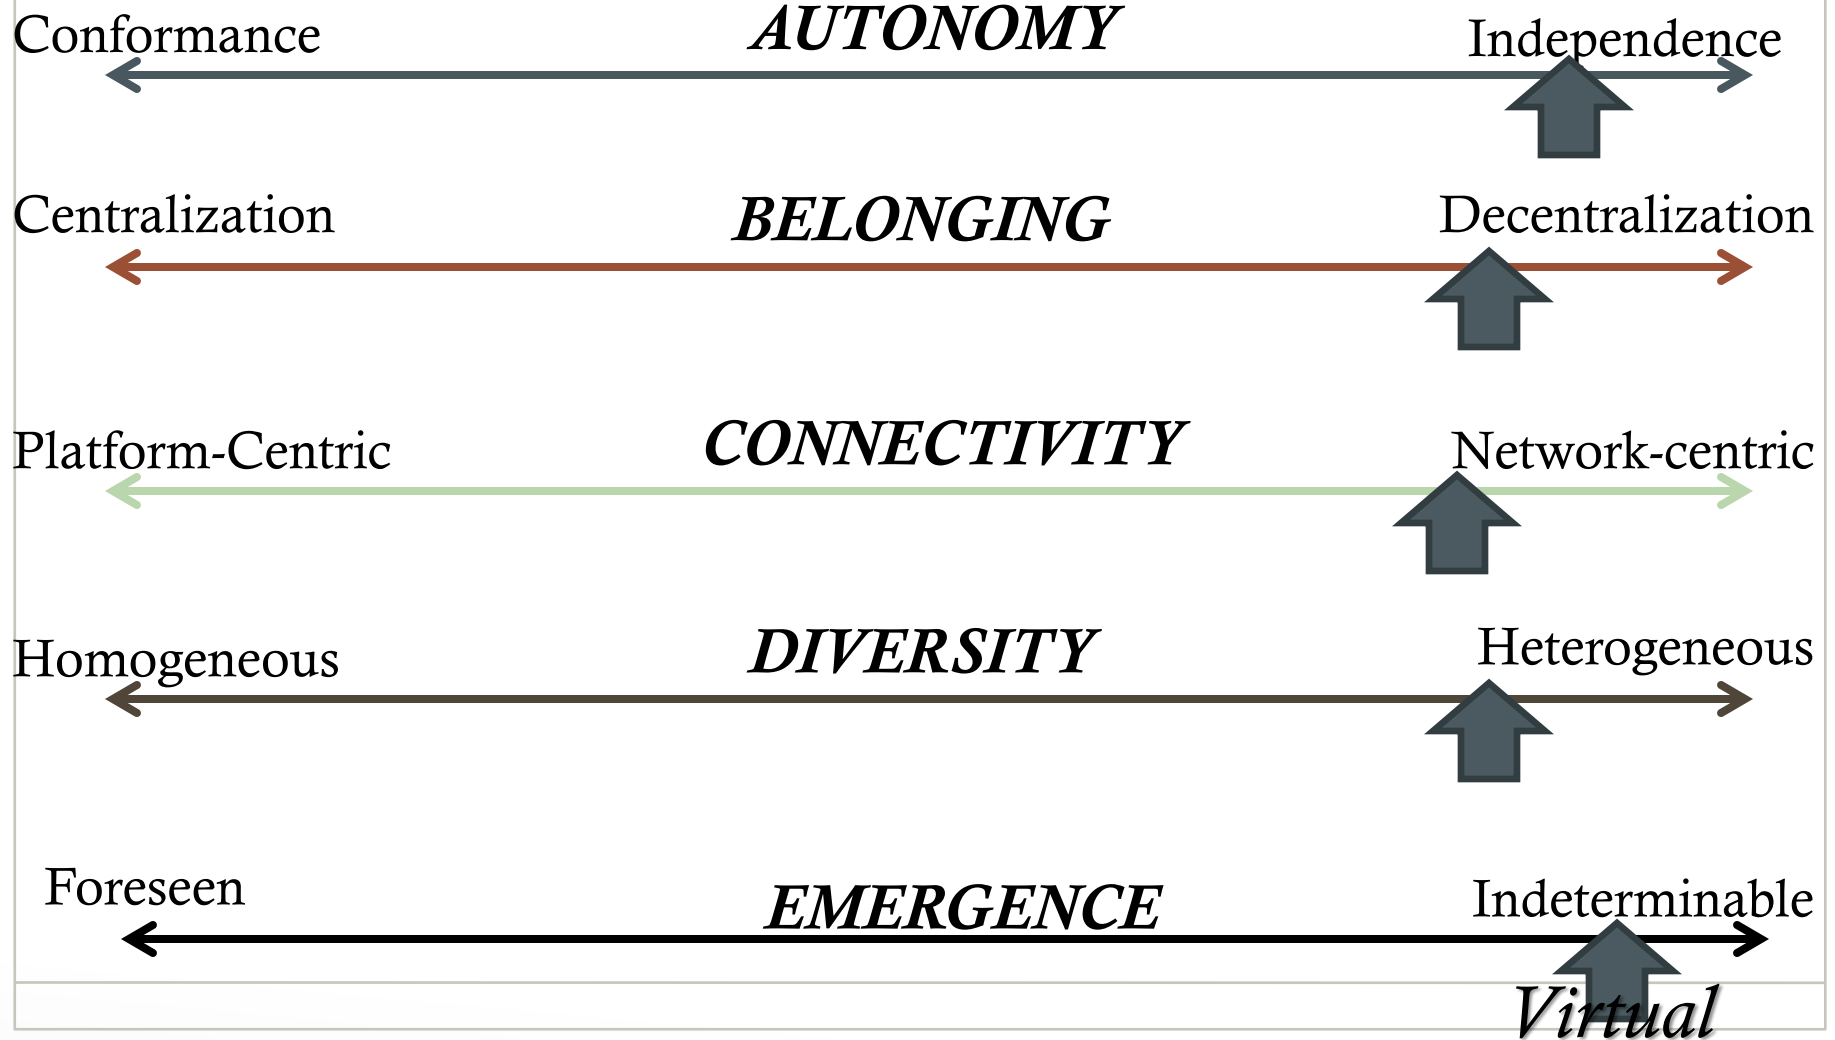 Conformance AUTONOMY Independence
Centralization BELONGING Decentralization
Platform-Centric CONNECTIVITY Network-centric
Homogeneous DIVERSITY Heterogeneous
Foreseen EMERGENCE Indeterminable
Virtual